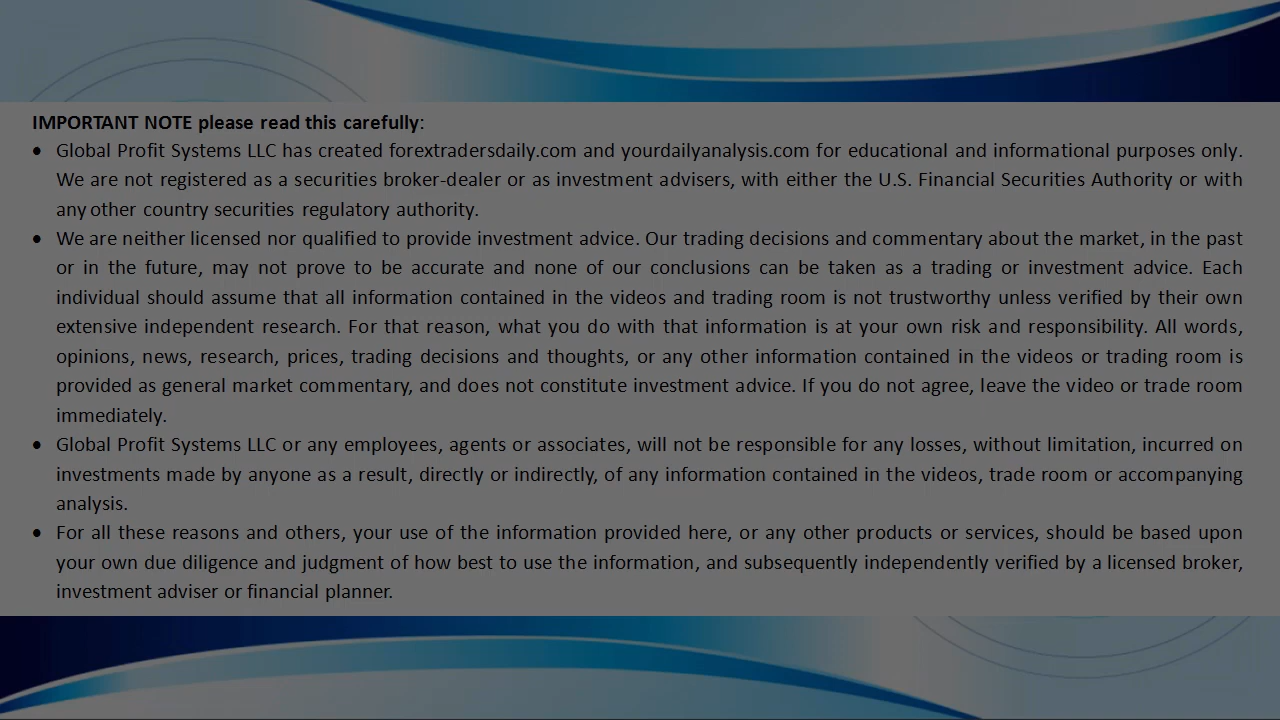 IMPORTANT NOTE please read this carefully:
• Global Profit Systems LLC has created forextradersdaily.com and yourdailyanalysis.com for educational and informational purposes only.
We are not registered as a securities broker-dealer or as investment advisers, with either the U.S. Financial Securities Authority or with
any other country securities regulatory authority.
• We are neither licensed nor qualified to provide investment advice. Our trading decisions and commentary about the market, in the past
or in the future, may not prove to be accurate and none of our conclusions can be taken as a trading or investment advice. Each
individual should assume that all information contained in the videos and trading room is not trustworthy unless verified by their own
extensive independent research. For that reason, what you do with that information is at your own risk and responsibility. All words,
opinions, news, research, prices, trading decisions and thoughts, or any other information contained in the videos or trading room is
provided as general market commentary, and does not constitute investment advice. If you do not agree, leave the video or trade room
immediately.
• Global Profit Systems LLC or any employees, agents or associates, will not be responsible for any losses, without limitation, incurred on
investments made by anyone as a result, directly or indirectly, of any information contained in the videos, trade room or accompanying
analysis.
• For all these reasons and others, your use of the information provided here, or any other products or services, should be based upon
your own due diligence and judgment of how best to use the information, and subsequently independently verified by a licensed broker,
investment adviser or financial planner.